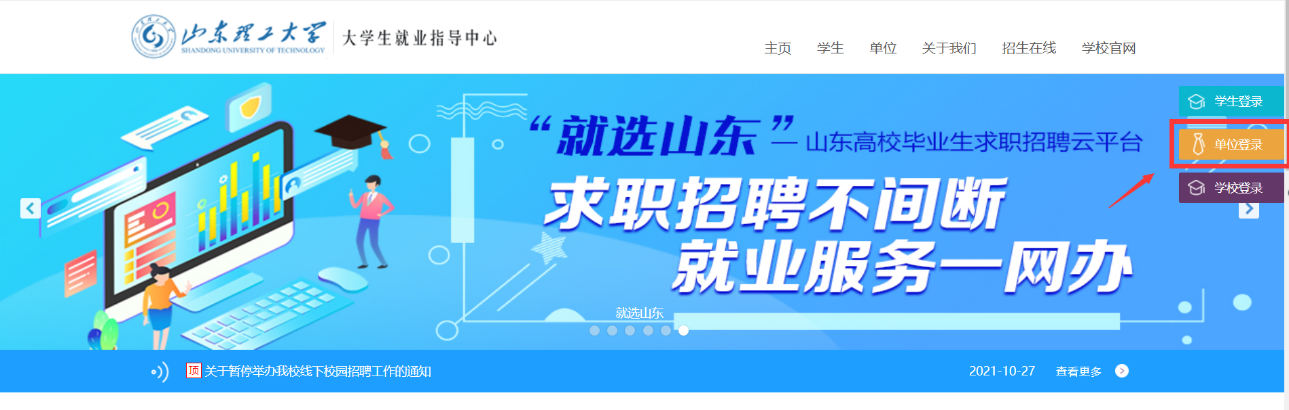 山东理工大学
SHANDONG UNIVERSITY OF TECHNOLOGY
大学生就业指导中心
主页 学生 单位 关于我们 招生在线 学校官网
学生登录
单位登录
学校登录
“就选山东”— 山东高校毕业生求职招聘云平台
求职招聘不间断
就业服务一网办
就选山东
顶 关于暂停举办我校线下校园招聘工作的通知 2021-10-27 查看更多